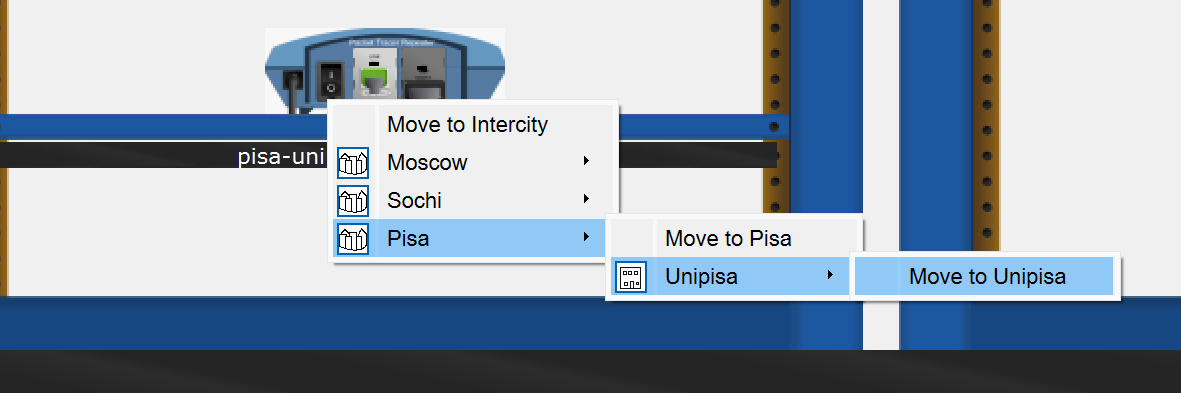 Packet Tracer Repeater
Move to Intercity
pisa-uni
Moscow
Sochi
Pisa
Move to Pisa
Unipisa
Move to Unipisa